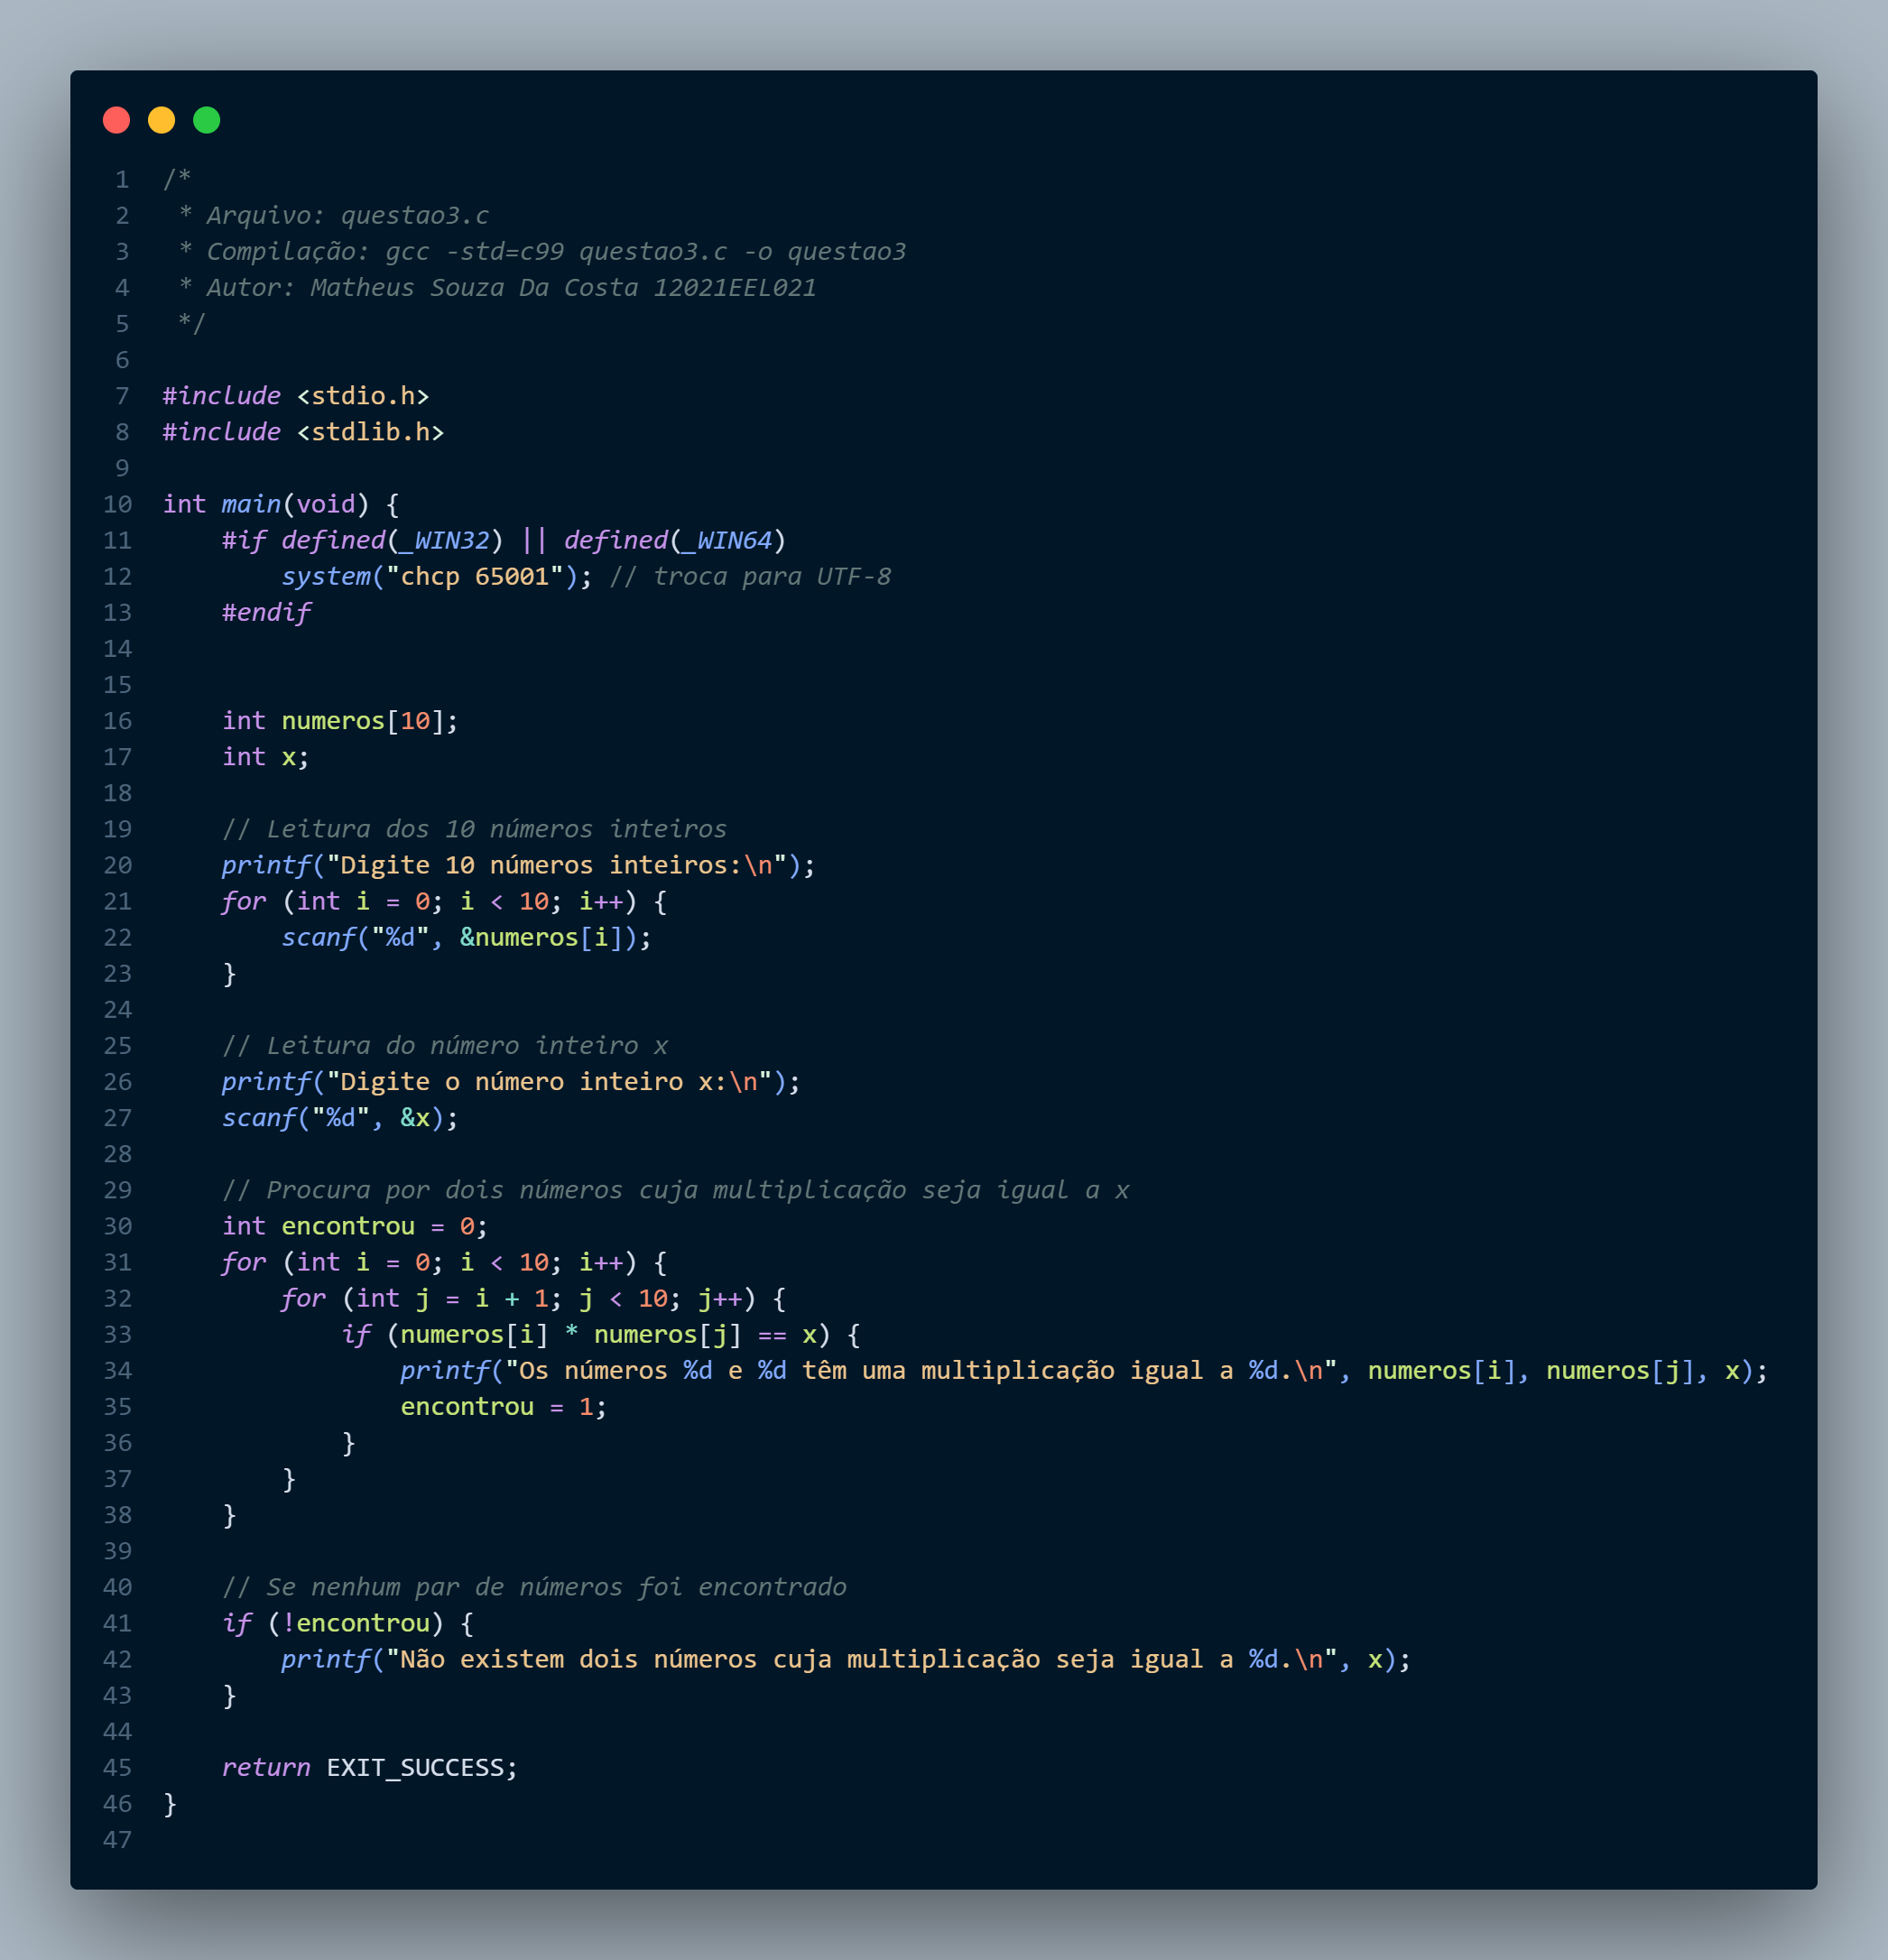 1 /*
2  * Arquivo: questao3.c
3  * Compilação: gcc -std=c99 questao3.c -o questao3
4  * Autor: Matheus Souza Da Costa 12021EEL021
5  */
6
7 #include <stdio.h>
8 #include <stdlib.h>
9
10 int main(void) {
11     #if defined(_WIN32) || defined(_WIN64)
12         system("chcp 65001"); // troca para UTF-8
13     #endif
14
15
16     int numeros[10];
17     int x;
18
19     // Leitura dos 10 números inteiros
20     printf("Digite 10 números inteiros:\n");
21     for (int i = 0; i < 10; i++) {
22         scanf("%d", &numeros[i]);
23     }
24
25     // Leitura do número inteiro x
26     printf("Digite o número inteiro x:\n");
27     scanf("%d", &x);
28
29     // Procura por dois números cuja multiplicação seja igual a x
30     int encontrou = 0;
31     for (int i = 0; i < 10; i++) {
32         for (int j = i + 1; j < 10; j++) {
33             if (numeros[i] * numeros[j] == x) {
34                 printf("Os números %d e %d têm uma multiplicação igual a %d.\n", numeros[i], numeros[j], x);
35                 encontrou = 1;
36             }
37         }
38     }
39
40     // Se nenhum par de números foi encontrado
41     if (!encontrou) {
42         printf("Não existem dois números cuja multiplicação seja igual a %d.\n", x);
43     }
44
45     return EXIT_SUCCESS;
46 }
47